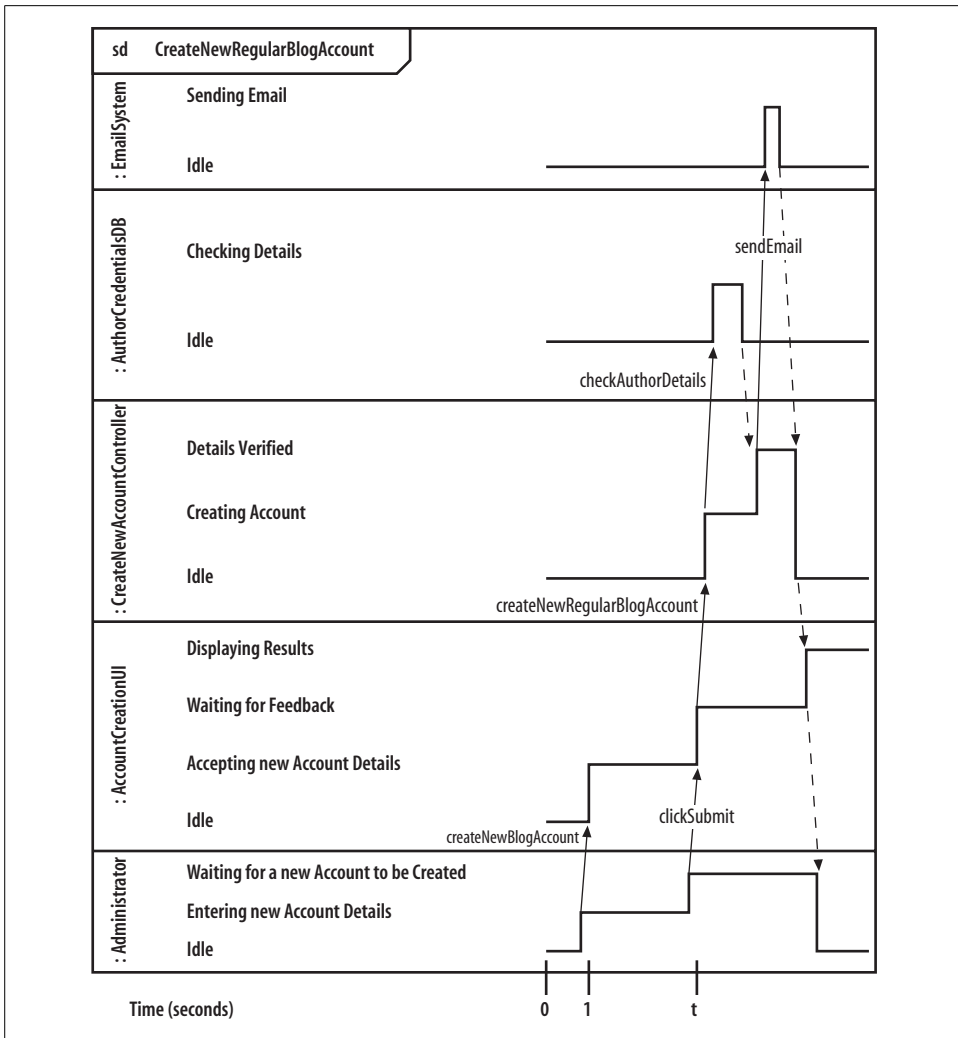 sd CreateNewRegularBlogAccount
: EmailSystem
Sending Email
Idle
: AuthorCredentialsDB
Checking Details
sendEmail
Idle
checkAuthorDetails
: CreateNewAccountController
Details Verified
Creating Account
Idle
createNewRegularBlogAccount
: AccountCreationUI
Displaying Results
Waiting for Feedback
Accepting new Account Details
Idle
clickSubmit
createNewBlogAccount
: Administrator
Waiting for a new Account to be Created
Entering new Account Details
Idle
Time (seconds) 0 1 t